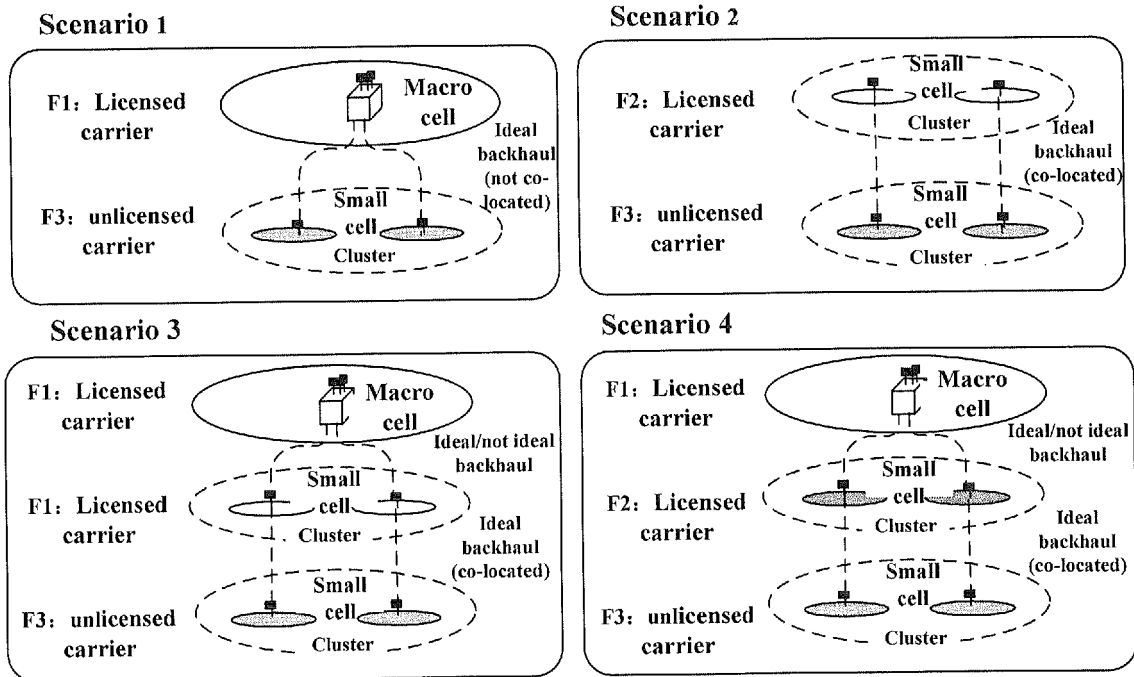 Scenario 1
F1: Licensed
carrier
Macro
cell
Ideal
backhaul
(not co-
located)
F3: unlicensed
carrier
Small
cell
Cluster
Scenario 2
F2: Licensed
carrier
Small
cell
Cluster
Ideal
backhaul
(co-located)
F3: unlicensed
carrier
Small
cell
Cluster
Scenario 3
F1: Licensed
carrier
Macro
cell
Ideal/not ideal
backhaul
F1: Licensed
carrier
Small
cell
Cluster
Ideal
backhaul
(co-located)
F3: unlicensed
carrier
Small
cell
Cluster
Scenario 4
F1: Licensed
carrier
Macro
cell
Ideal/not ideal
backhaul
F2: Licensed
carrier
Small
cell
Cluster
Ideal
backhaul
(co-located)
F3: unlicensed
carrier
Small
cell
Cluster